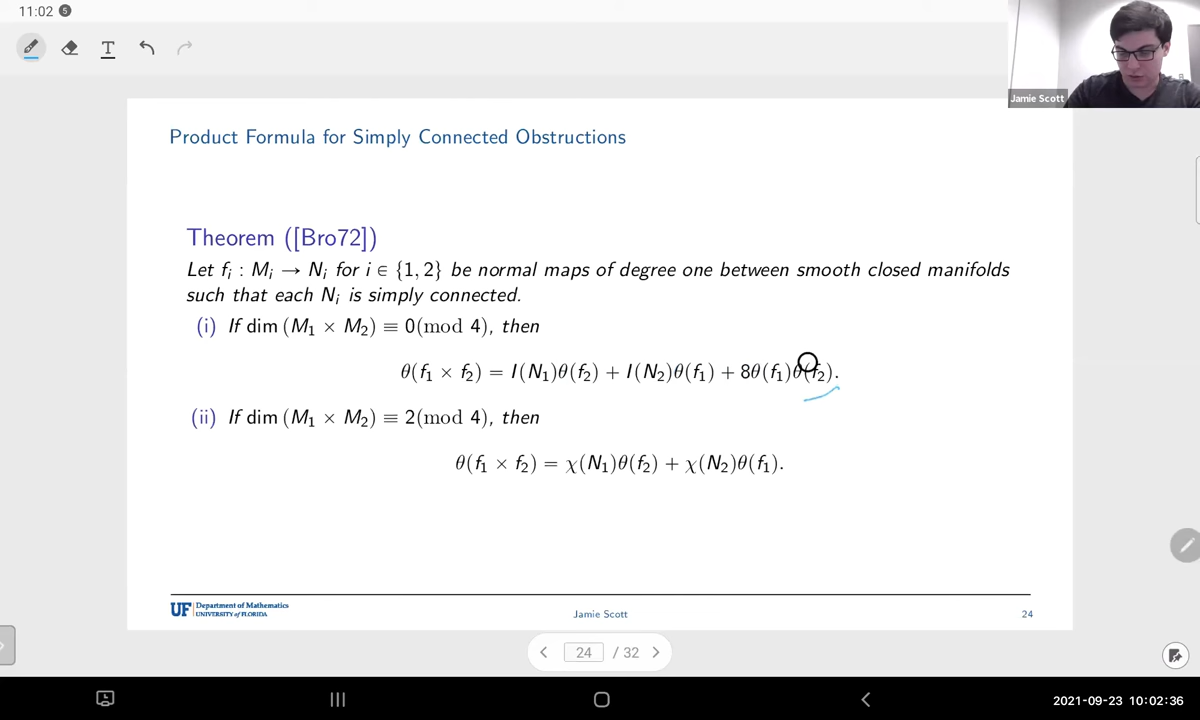 11:02 5
T
Jamie Scott
Product Formula for Simply Connected Obstructions
Theorem ([Bro72])
Let fᵢ : Mᵢ → Nᵢ for i ∈ {1, 2} be normal maps of degree one between smooth closed manifolds
such that each Nᵢ is simply connected.
(i) If dim (M₁ × M₂) ≡ 0(mod 4), then
θ(f₁ × f₂) = I(N₁)θ(f₂) + I(N₂)θ(f₁) + 8θ(f₁)θ(f₂).
(ii) If dim (M₁ × M₂) ≡ 2(mod 4), then
θ(f₁ × f₂) = χ(N₁)θ(f₂) + χ(N₂)θ(f₁).
UF Department of Mathematics
UNIVERSITY of FLORIDA
Jamie Scott
24
24 / 32
2021-09-23 10:02:36